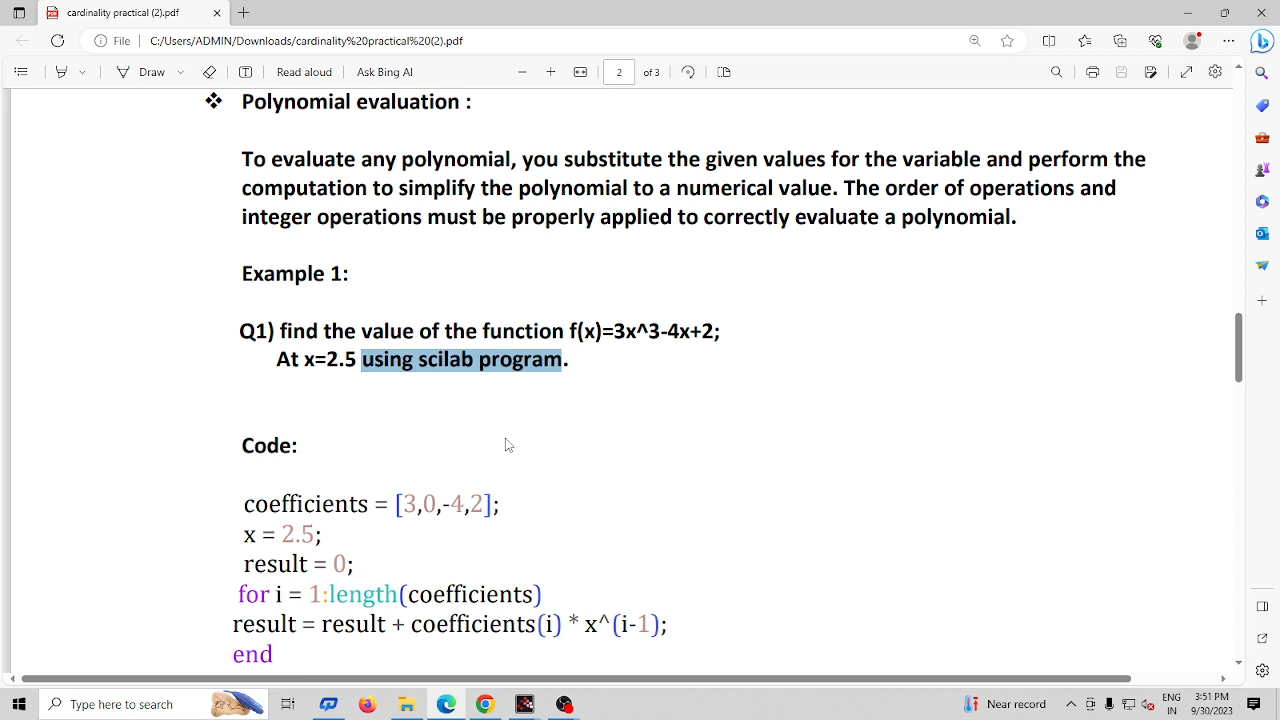 cardinality practical (2).pdf
File
C:/Users/ADMIN/Downloads/cardinality%20practical%20(2).pdf
Draw
Read aloud
Ask Bing AI
2
of 3
❖ Polynomial evaluation :
To evaluate any polynomial, you substitute the given values for the variable and perform the
computation to simplify the polynomial to a numerical value. The order of operations and
integer operations must be properly applied to correctly evaluate a polynomial.
Example 1:
Q1) find the value of the function f(x)=3x^3-4x+2;
At x=2.5 using scilab program.
Code:
coefficients = [3,0,-4,2];
x = 2.5;
result = 0;
for i = 1:length(coefficients)
result = result + coefficients(i) * x^(i-1);
end
Type here to search
Near record
ENG
IN
3:51 PM
9/30/2023